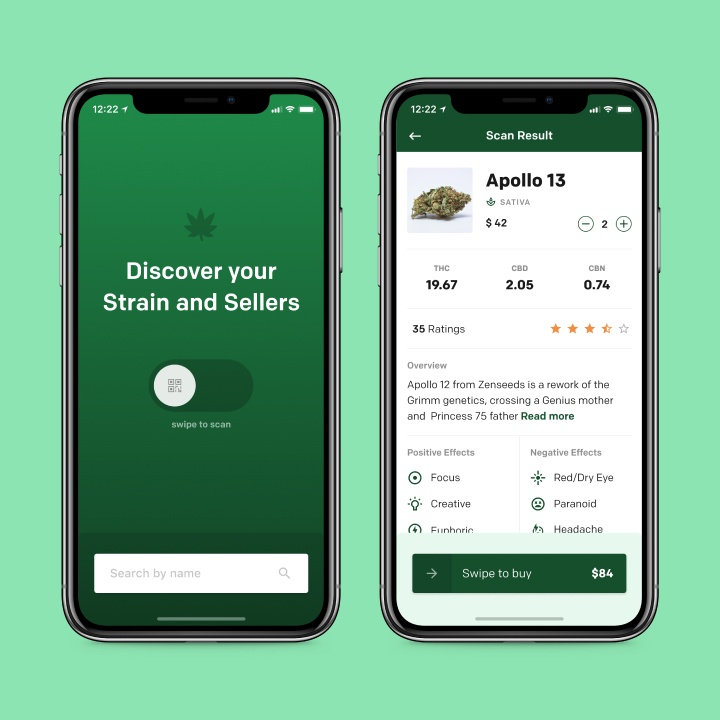 12:22
Discover your
Strain and Sellers
swipe to scan
Search by name
12:22
Scan Result
Apollo 13
SATIVA
$ 42
2
THC
CBD
CBN
19.67
2.05
0.74
35 Ratings
Overview
Apollo 12 from Zenseeds is a rework of the
Grimm genetics, crossing a Genius mother
and Princess 75 father Read more
Positive Effects
Negative Effects
Focus
Red/Dry Eye
Creative
Paranoid
Euphoric
Headache
Swipe to buy
$84